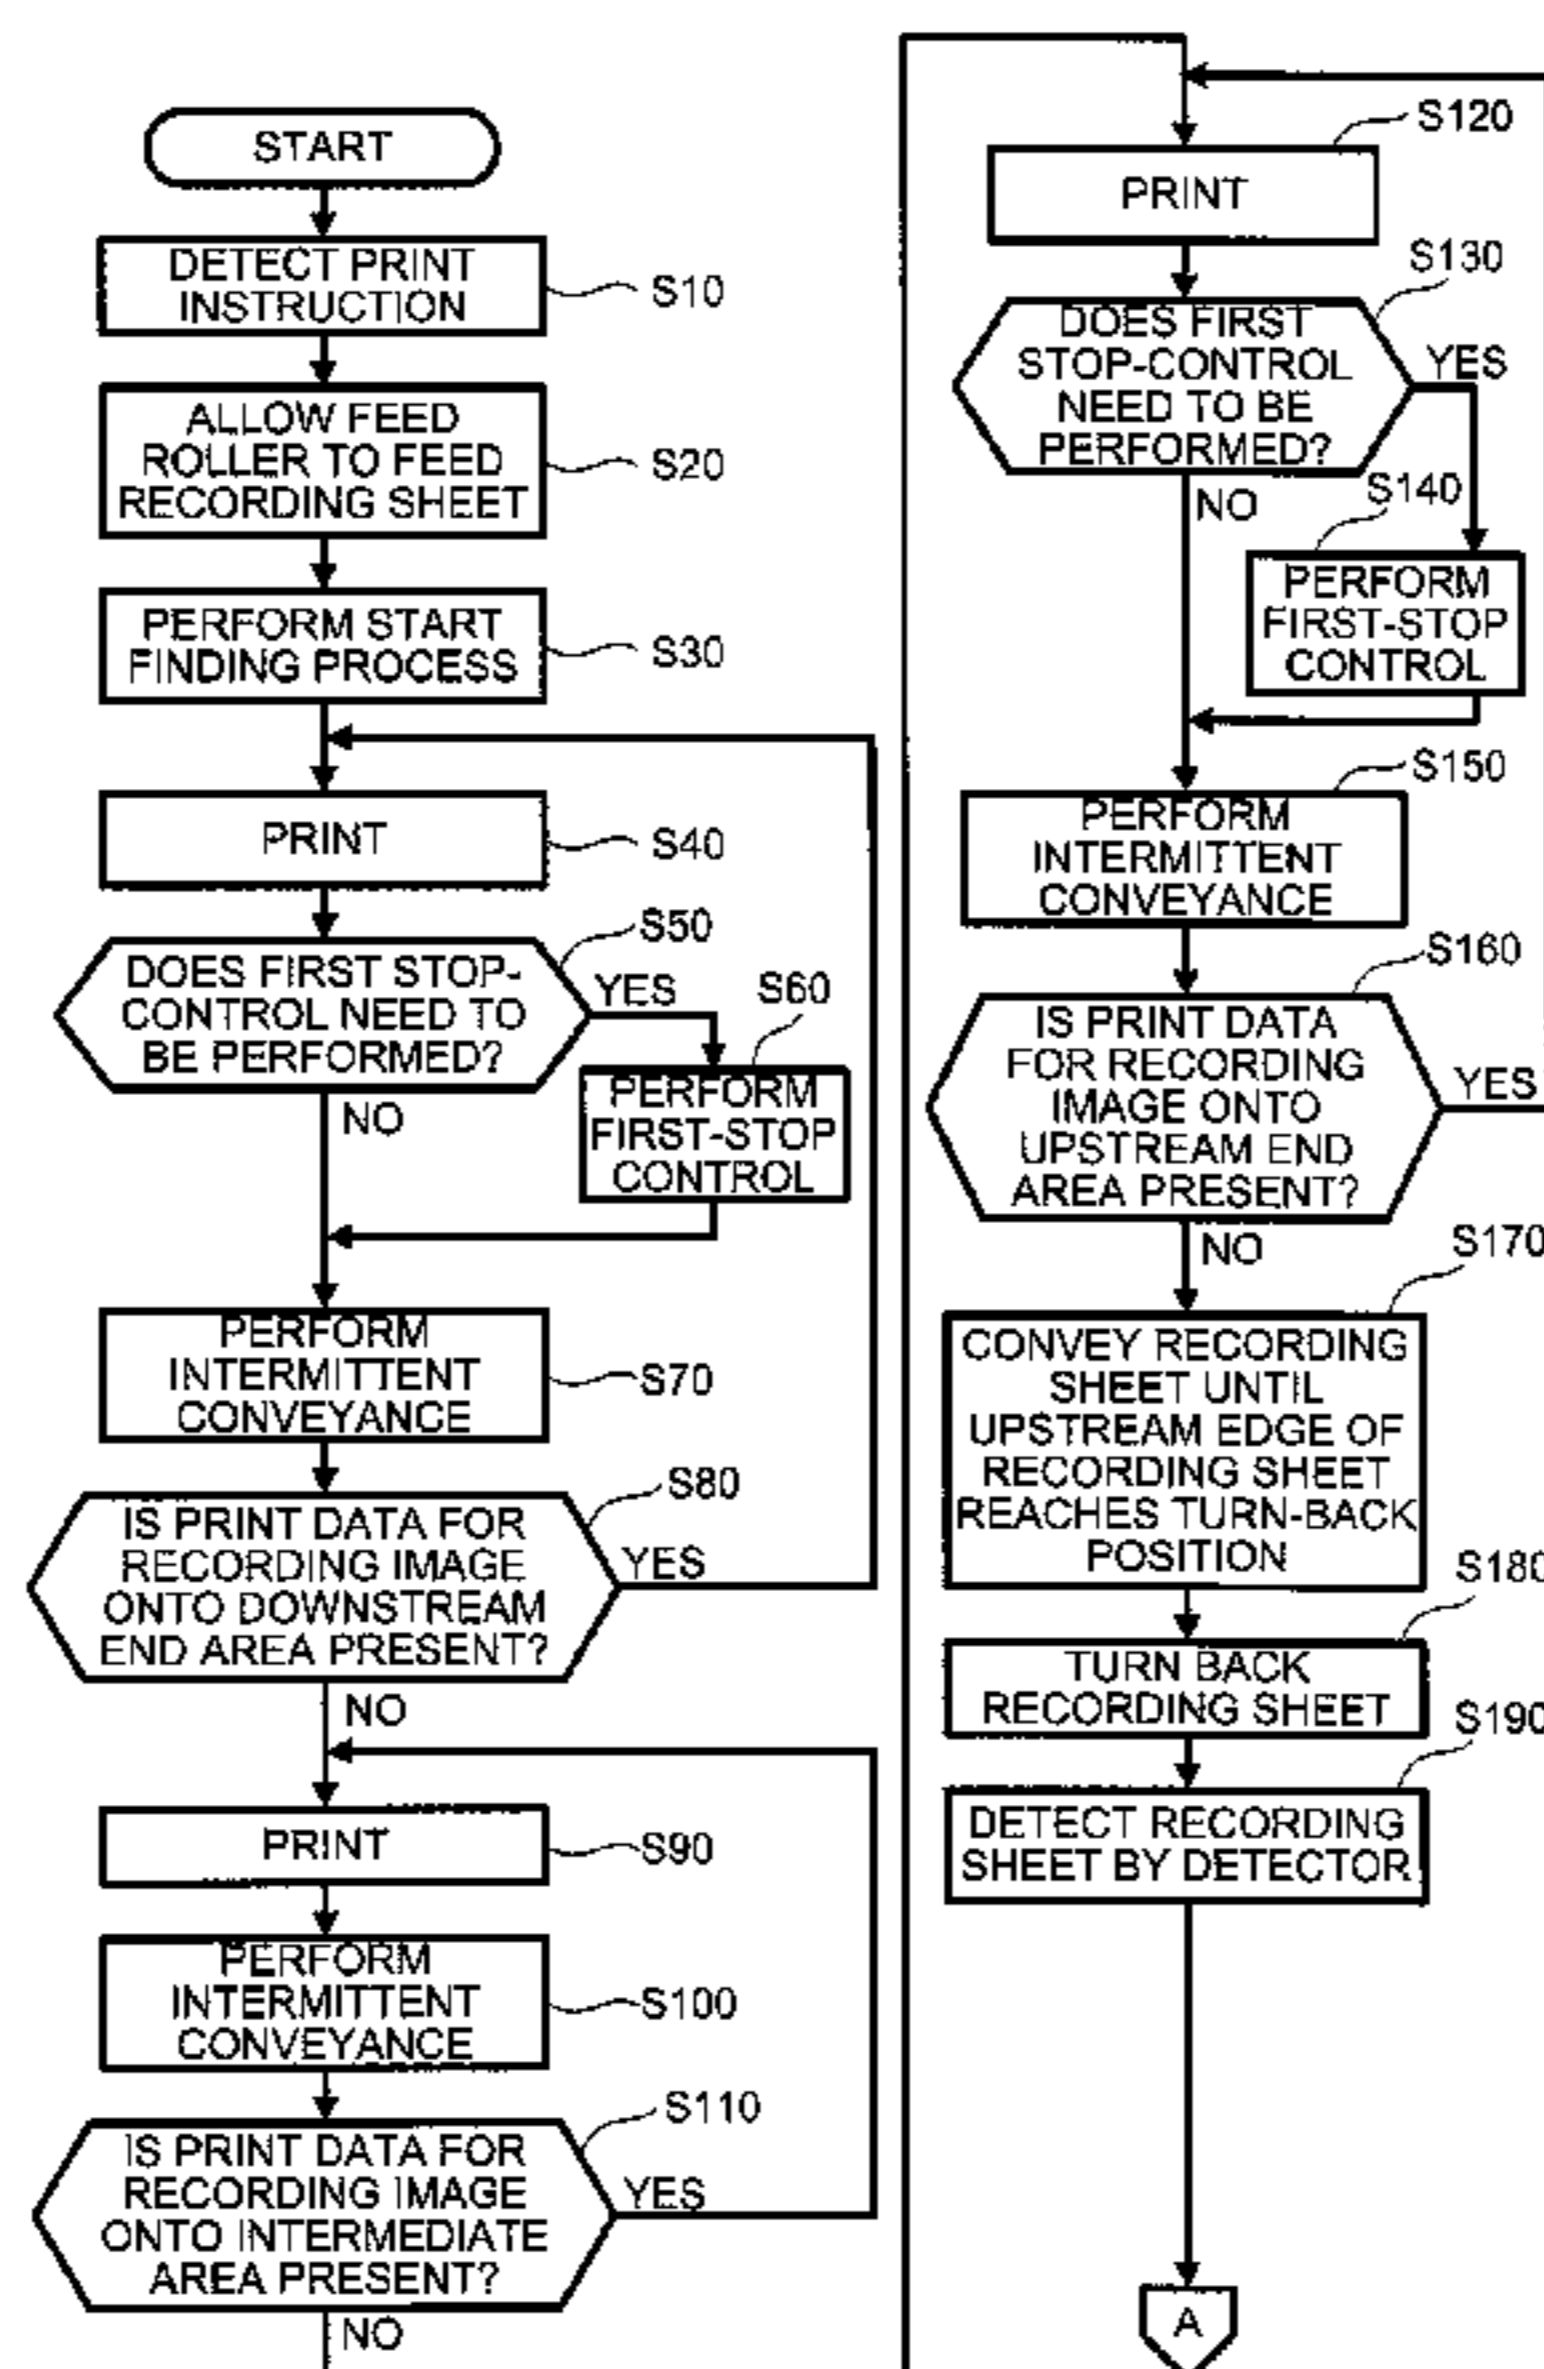 START
DETECT PRINT
INSTRUCTION
S10
ALLOW FEED
ROLLER TO FEED
RECORDING SHEET
S20
PERFORM START
FINDING PROCESS
S30
PRINT
S40
S50
DOES FIRST STOP-
CONTROL NEED TO
BE PERFORMED?
YES
NO
S60
PERFORM
FIRST-STOP
CONTROL
PERFORM
INTERMITTENT
CONVEYANCE
S70
S80
IS PRINT DATA FOR
RECORDING IMAGE
ONTO DOWNSTREAM
END AREA PRESENT?
YES
NO
PRINT
S90
PERFORM
INTERMITTENT
CONVEYANCE
S100
S110
IS PRINT DATA FOR
RECORDING IMAGE
ONTO INTERMEDIATE
AREA PRESENT?
YES
NO
S120
PRINT
S130
DOES FIRST
STOP-CONTROL
NEED TO BE
PERFORMED?
YES
NO
S140
PERFORM
FIRST-STOP
CONTROL
S150
PERFORM
INTERMITTENT
CONVEYANCE
S160
IS PRINT DATA
FOR RECORDING
IMAGE ONTO
UPSTREAM END
AREA PRESENT?
YES
NO
S170
CONVEY RECORDING
SHEET UNTIL
UPSTREAM EDGE OF
RECORDING SHEET
REACHES TURN-BACK
POSITION
S180
TURN BACK
RECORDING SHEET
S190
DETECT RECORDING
SHEET BY DETECTOR
A